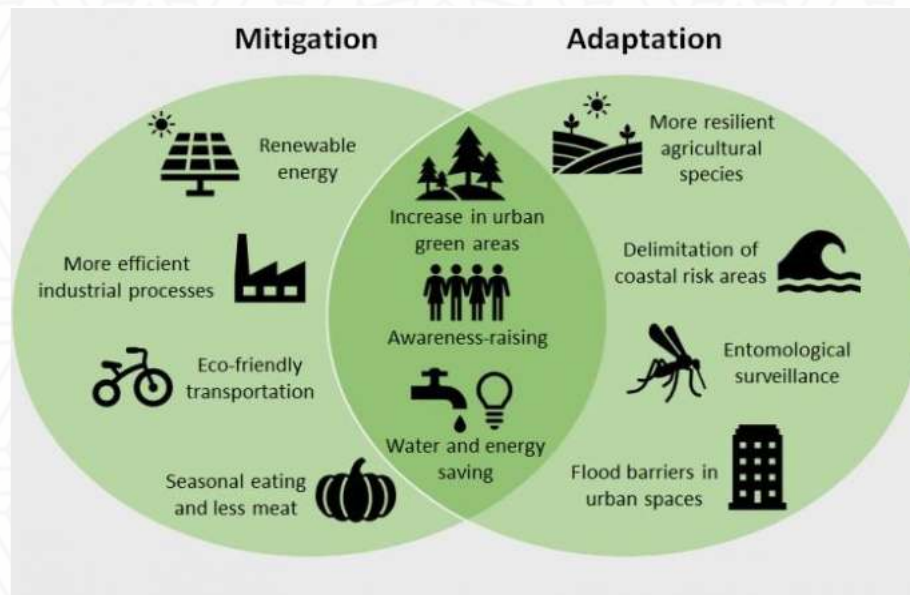 Mitigation
Adaptation
Renewable
energy
More efficient
industrial processes
Eco-friendly
transportation
Seasonal eating
and less meat
Increase in urban
green areas
Awareness-raising
Water and energy
saving
More resilient
agricultural
species
Delimitation of
coastal risk areas
Entomological
surveillance
Flood barriers in
urban spaces